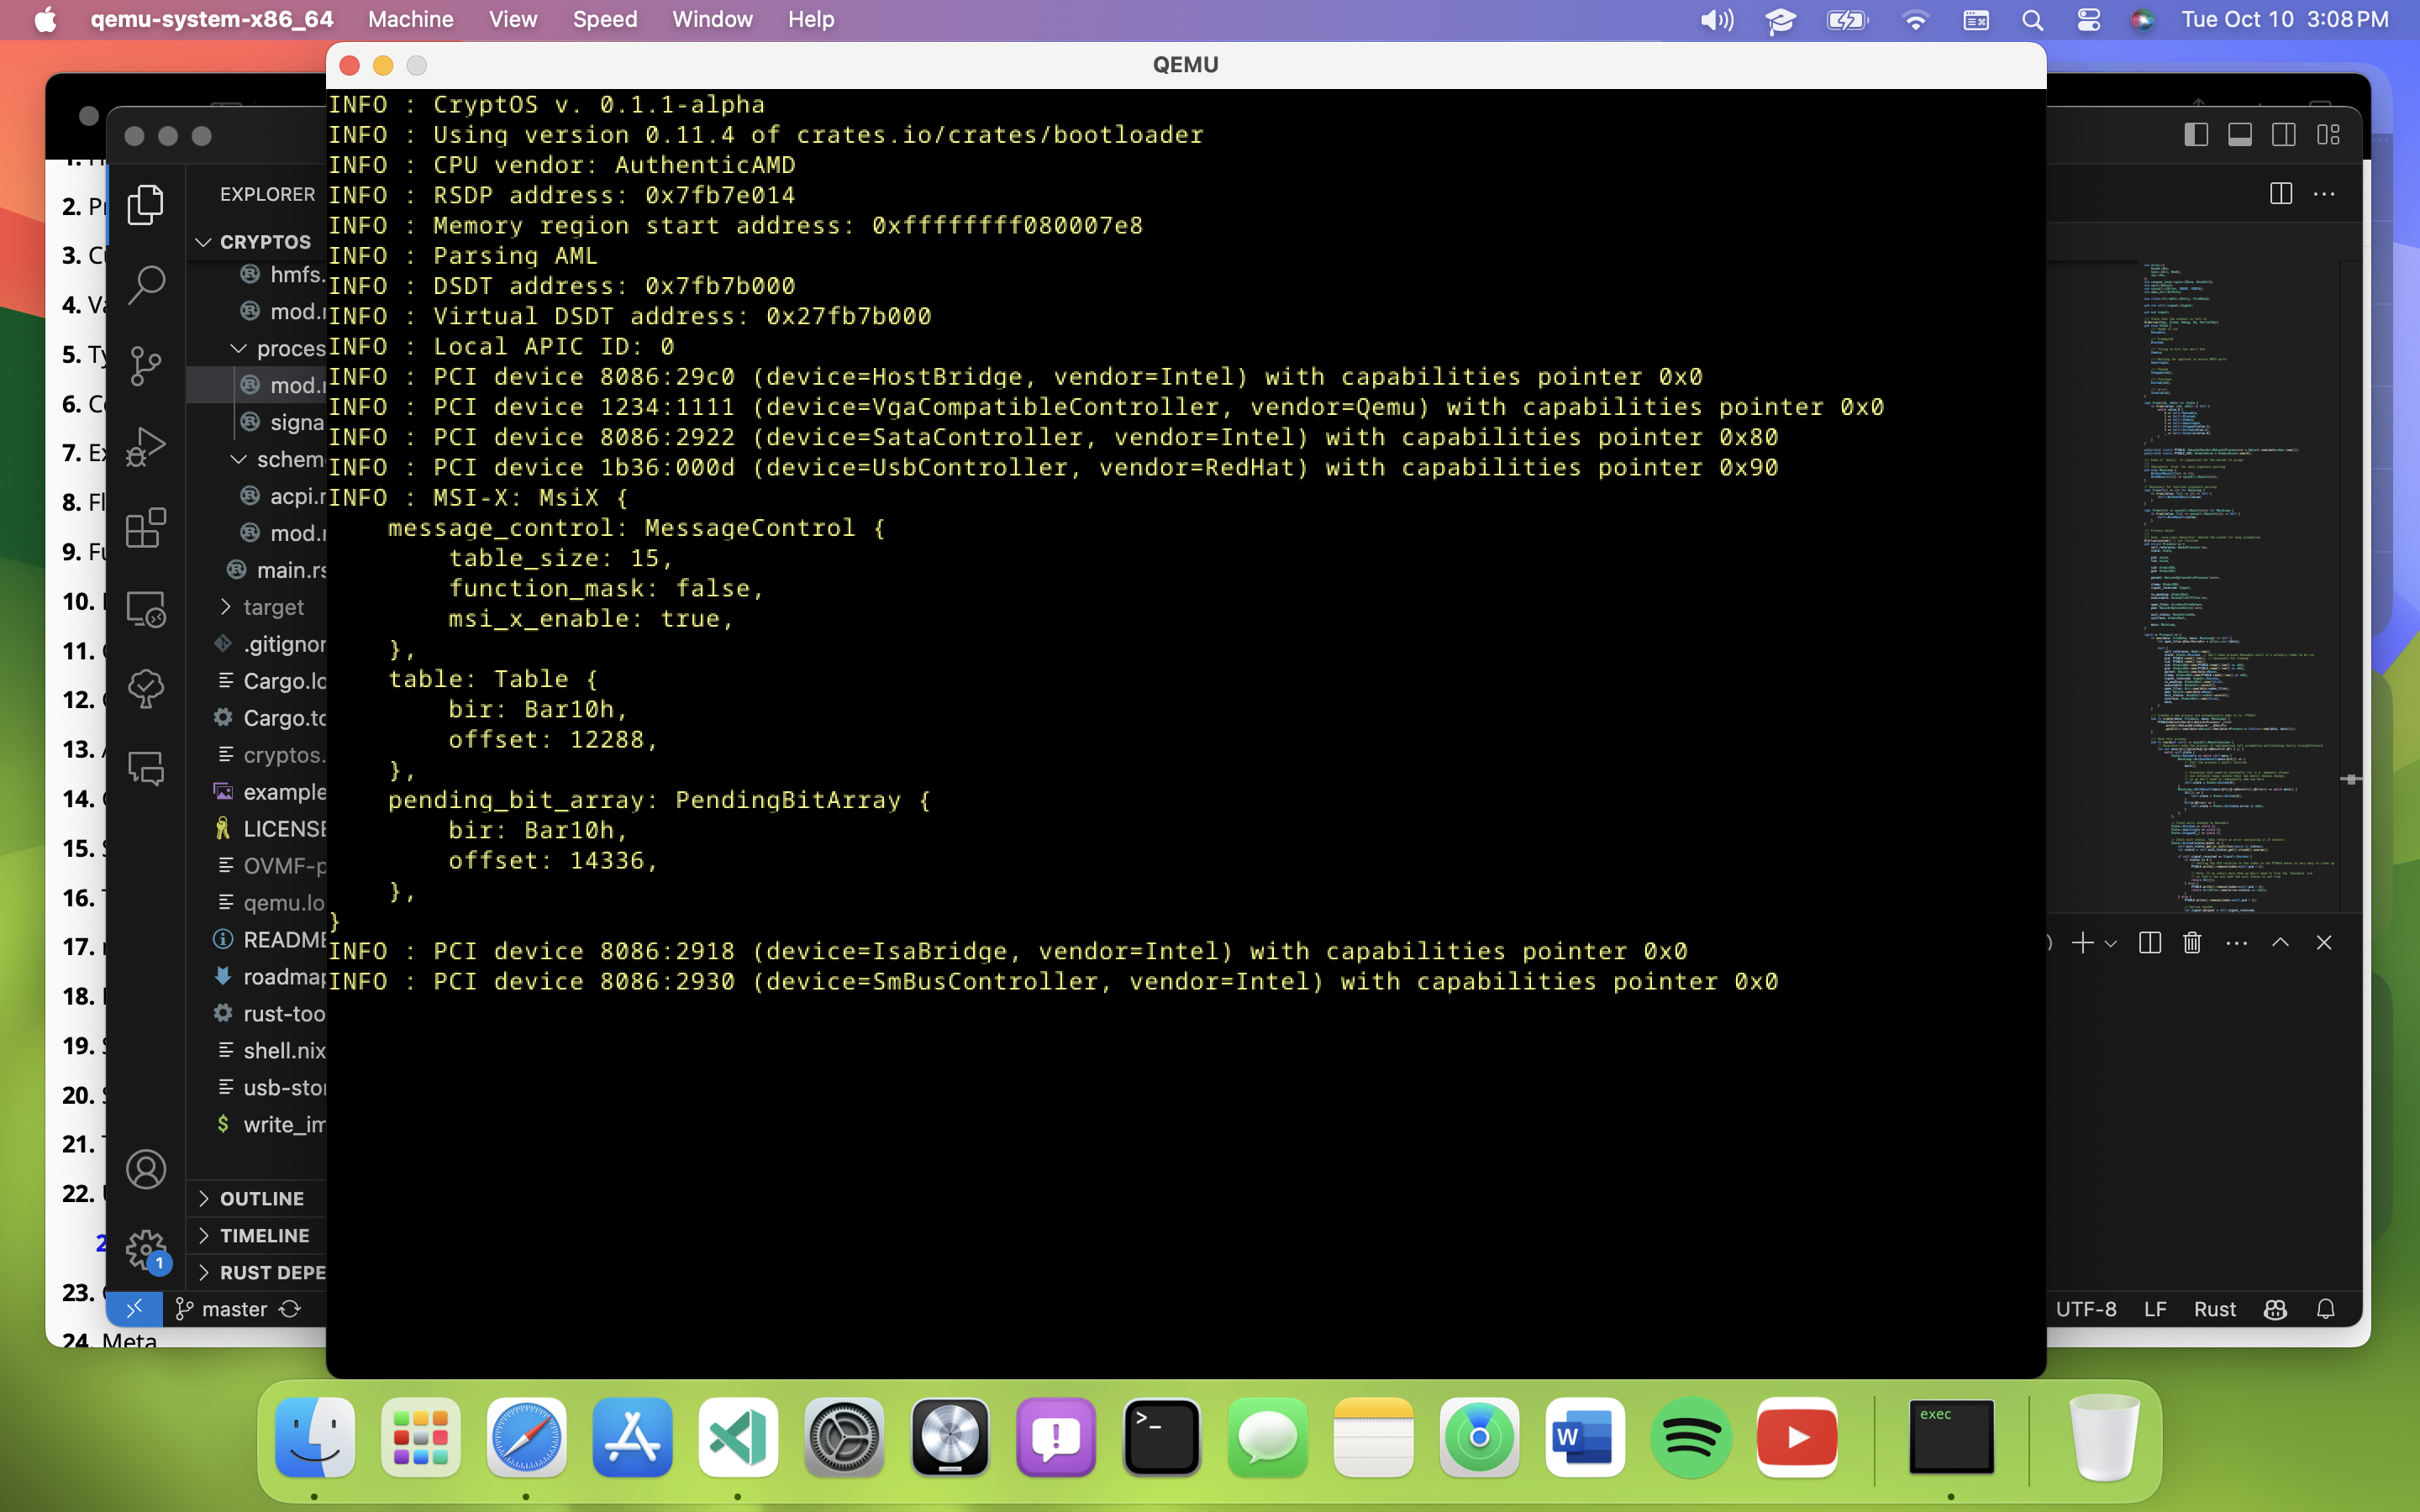 qemu-system-x86_64 Machine View Speed Window Help Tue Oct 10 3:08 PM
QEMU
INFO : CryptOS v. 0.1.1-alpha
INFO : Using version 0.11.4 of crates.io/crates/bootloader
INFO : CPU vendor: AuthenticAMD
INFO : RSDP address: 0x7fb7e014
INFO : Memory region start address: 0xffffffff080007e8
INFO : Parsing AML
INFO : DSDT address: 0x7fb7b000
INFO : Virtual DSDT address: 0x27fb7b000
INFO : Local APIC ID: 0
INFO : PCI device 8086:29c0 (device=HostBridge, vendor=Intel) with capabilities pointer 0x0
INFO : PCI device 1234:1111 (device=VgaCompatibleController, vendor=Qemu) with capabilities pointer 0x0
INFO : PCI device 8086:2922 (device=SataController, vendor=Intel) with capabilities pointer 0x80
INFO : PCI device 1b36:000d (device=UsbController, vendor=RedHat) with capabilities pointer 0x90
INFO : MSI-X: MsiX {
message_control: MessageControl {
table_size: 15,
function_mask: false,
msi_x_enable: true,
},
table: Table {
bir: Bar10h,
offset: 12288,
},
pending_bit_array: PendingBitArray {
bir: Bar10h,
offset: 14336,
},
}
INFO : PCI device 8086:2918 (device=IsaBridge, vendor=Intel) with capabilities pointer 0x0
INFO : PCI device 8086:2930 (device=SmBusController, vendor=Intel) with capabilities pointer 0x0
EXPLORER
CRYPTOS
hmfs.
mod.r
proces
mod.r
signa
schem
acpi.r
mod.r
main.rs
target
.gitignor
Cargo.lo
Cargo.to
cryptos.
example
LICENSE
OVMF-p
qemu.lo
README
roadmap
rust-too
shell.nix
usb-stor
write_im
OUTLINE
TIMELINE
RUST DEPE
1
master
UTF-8 LF Rust
2. Pr
3. Cu
4. Va
5. Ty
6. Co
7. Ex
8. Fl
9. Fu
10.
11.
12.
13.
14.
15.
16.
17.
18.
19.
20.
21.
22.
23.
24. Meta
exec
W